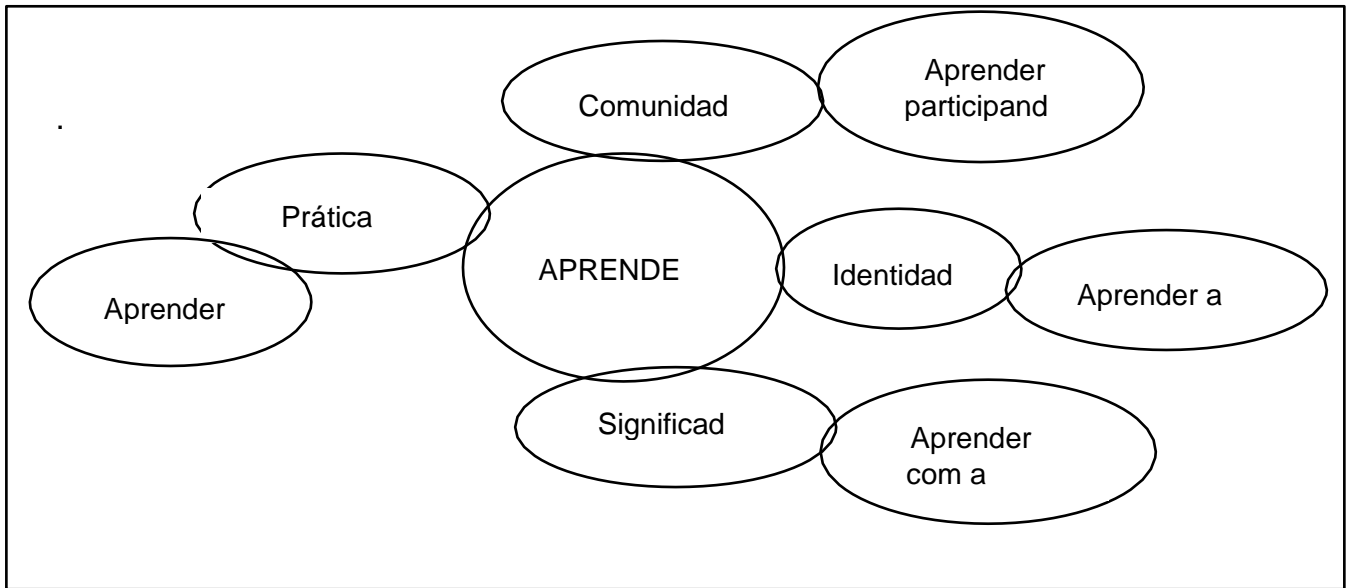 Aprender
participand
Comunidad
.
Prática
APRENDE
Identidad
Aprender a
Aprender
Significad
Aprender
com a